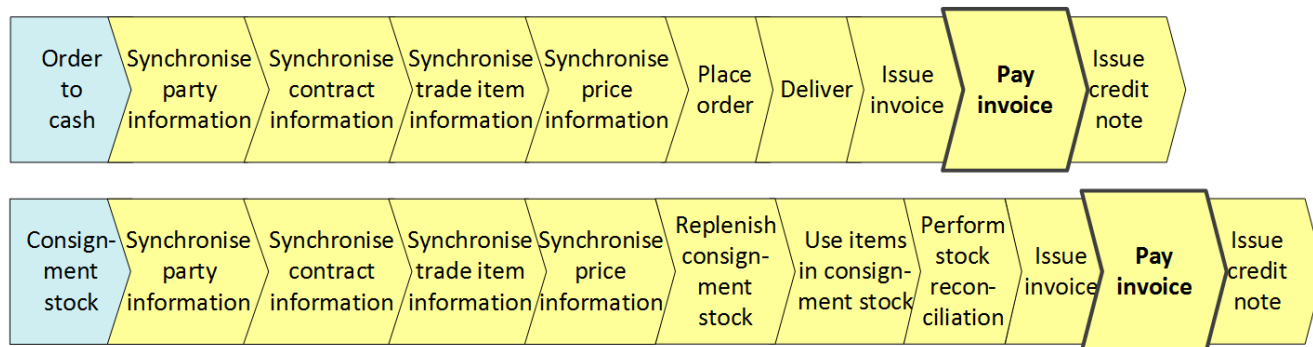 Order
to
cash
Synchronise
party
information
Synchronise
contract
information
Synchronise
trade item
information
Synchronise
price
information
Place
order
Deliver
Issue
invoice
Pay
invoice
Issue
credit
note
Consign-
ment
stock
Synchronise
party
information
Synchronise
contract
information
Synchronise
trade item
information
Synchronise
price
information
Replenish
consign-
ment
stock
Use items
in consign-
ment stock
Perform
stock
recon-
ciliation
Issue
invoice
Pay
invoice
Issue
credit
note